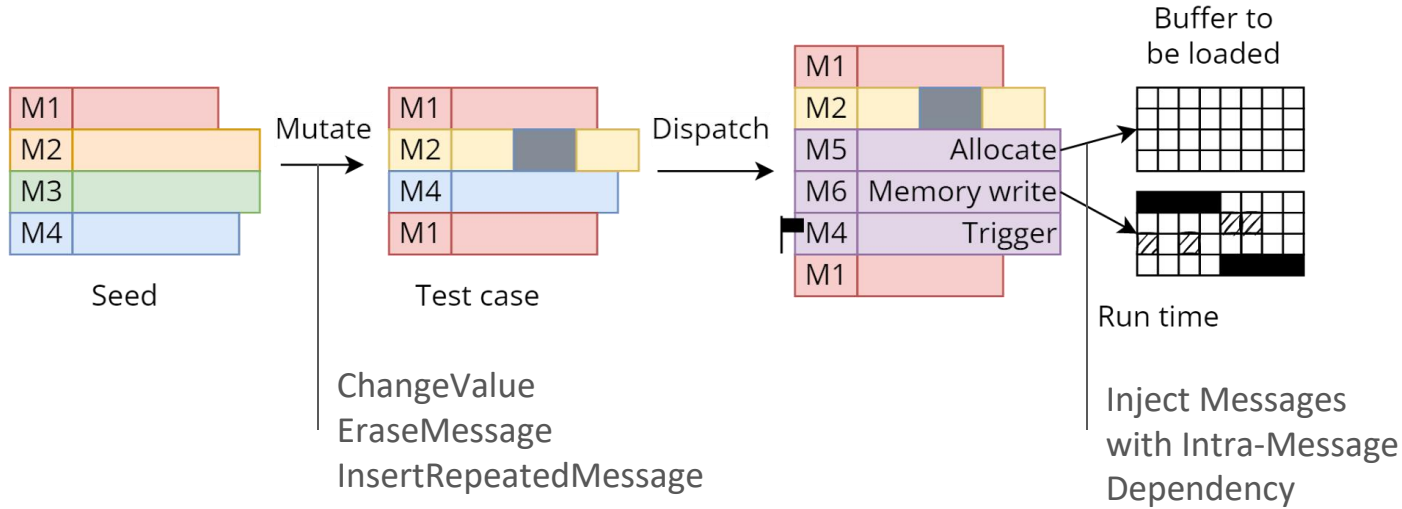 M1
M2
M3
M4
Seed
Mutate
ChangeValue
EraseMessage
InsertRepeatedMessage
M1
M2
M4
M1
Test case
Dispatch
M1
M2
M5 Allocate
M6 Memory write
M4 Trigger
M1
Buffer to
be loaded
Run time
Inject Messages
with Intra-Message
Dependency